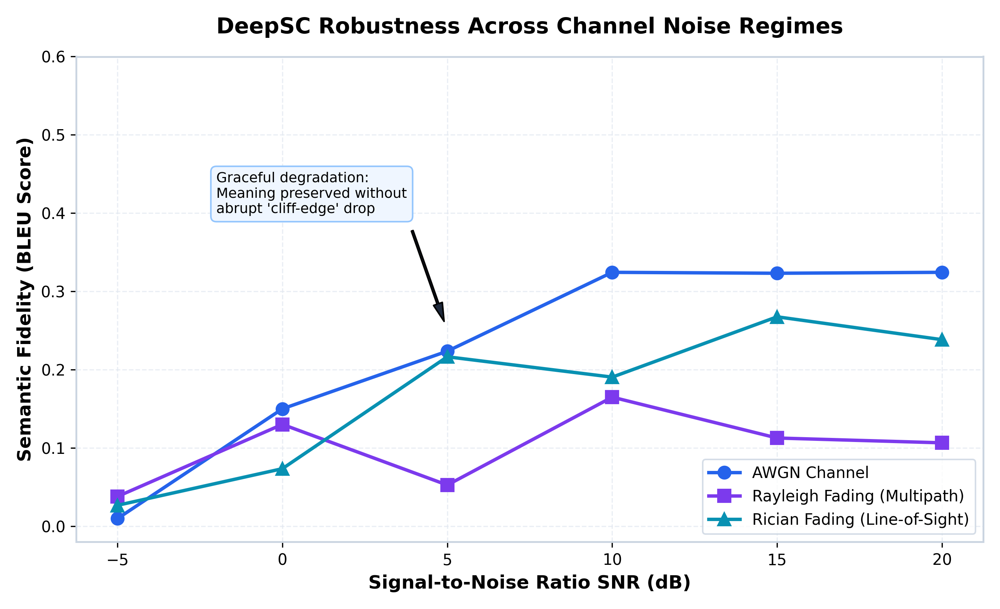 DeepSC Robustness Across Channel Noise Regimes
Semantic Fidelity (BLEU Score)
0.6
0.5
0.4
0.3
0.2
0.1
0.0
Graceful degradation:
Meaning preserved without
abrupt 'cliff-edge' drop
AWGN Channel
Rayleigh Fading (Multipath)
Rician Fading (Line-of-Sight)
−5 0 5 10 15 20
Signal-to-Noise Ratio SNR (dB)